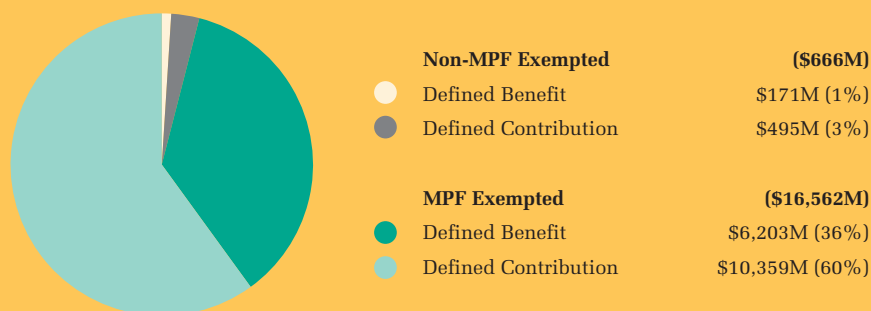 Non-MPF Exempted ($666M)
Defined Benefit $171M (1%)
Defined Contribution $495M (3%)
MPF Exempted ($16,562M)
Defined Benefit $6,203M (36%)
Defined Contribution $10,359M (60%)